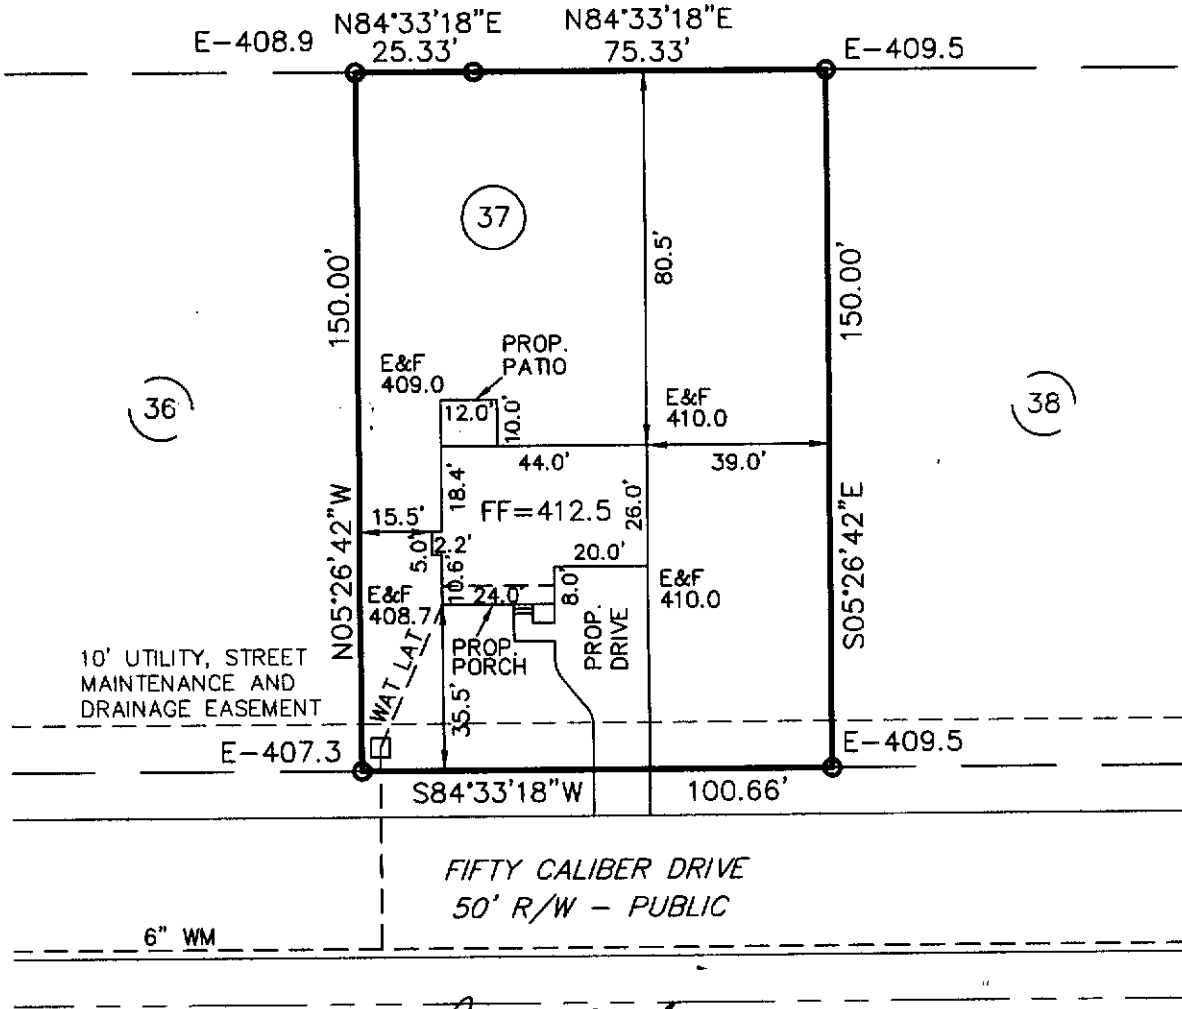 N84°33'18"E
25.33'
N84°33'18"E
75.33'
E-408.9
E-409.5
37
150.00'
80.5'
150.00'
36
38
PROP.
PATIO
E&F
409.0
12.0'
10.0'
E&F
410.0
44.0'
39.0'
18.4'
FF=412.5
26.0'
15.5'
5.0'
2.2'
10.6'
20.0'
N05°26'42"W
S05°26'42"E
E&F
408.7
24.0'
8.0'
E&F
410.0
PROP.
DRIVE
PROP.
PORCH
WAT LAT
35.5'
10' UTILITY, STREET
MAINTENANCE AND
DRAINAGE EASEMENT
E-407.3
E-409.5
S84°33'18"W
100.66'
FIFTY CALIBER DRIVE
50' R/W - PUBLIC
6" WM